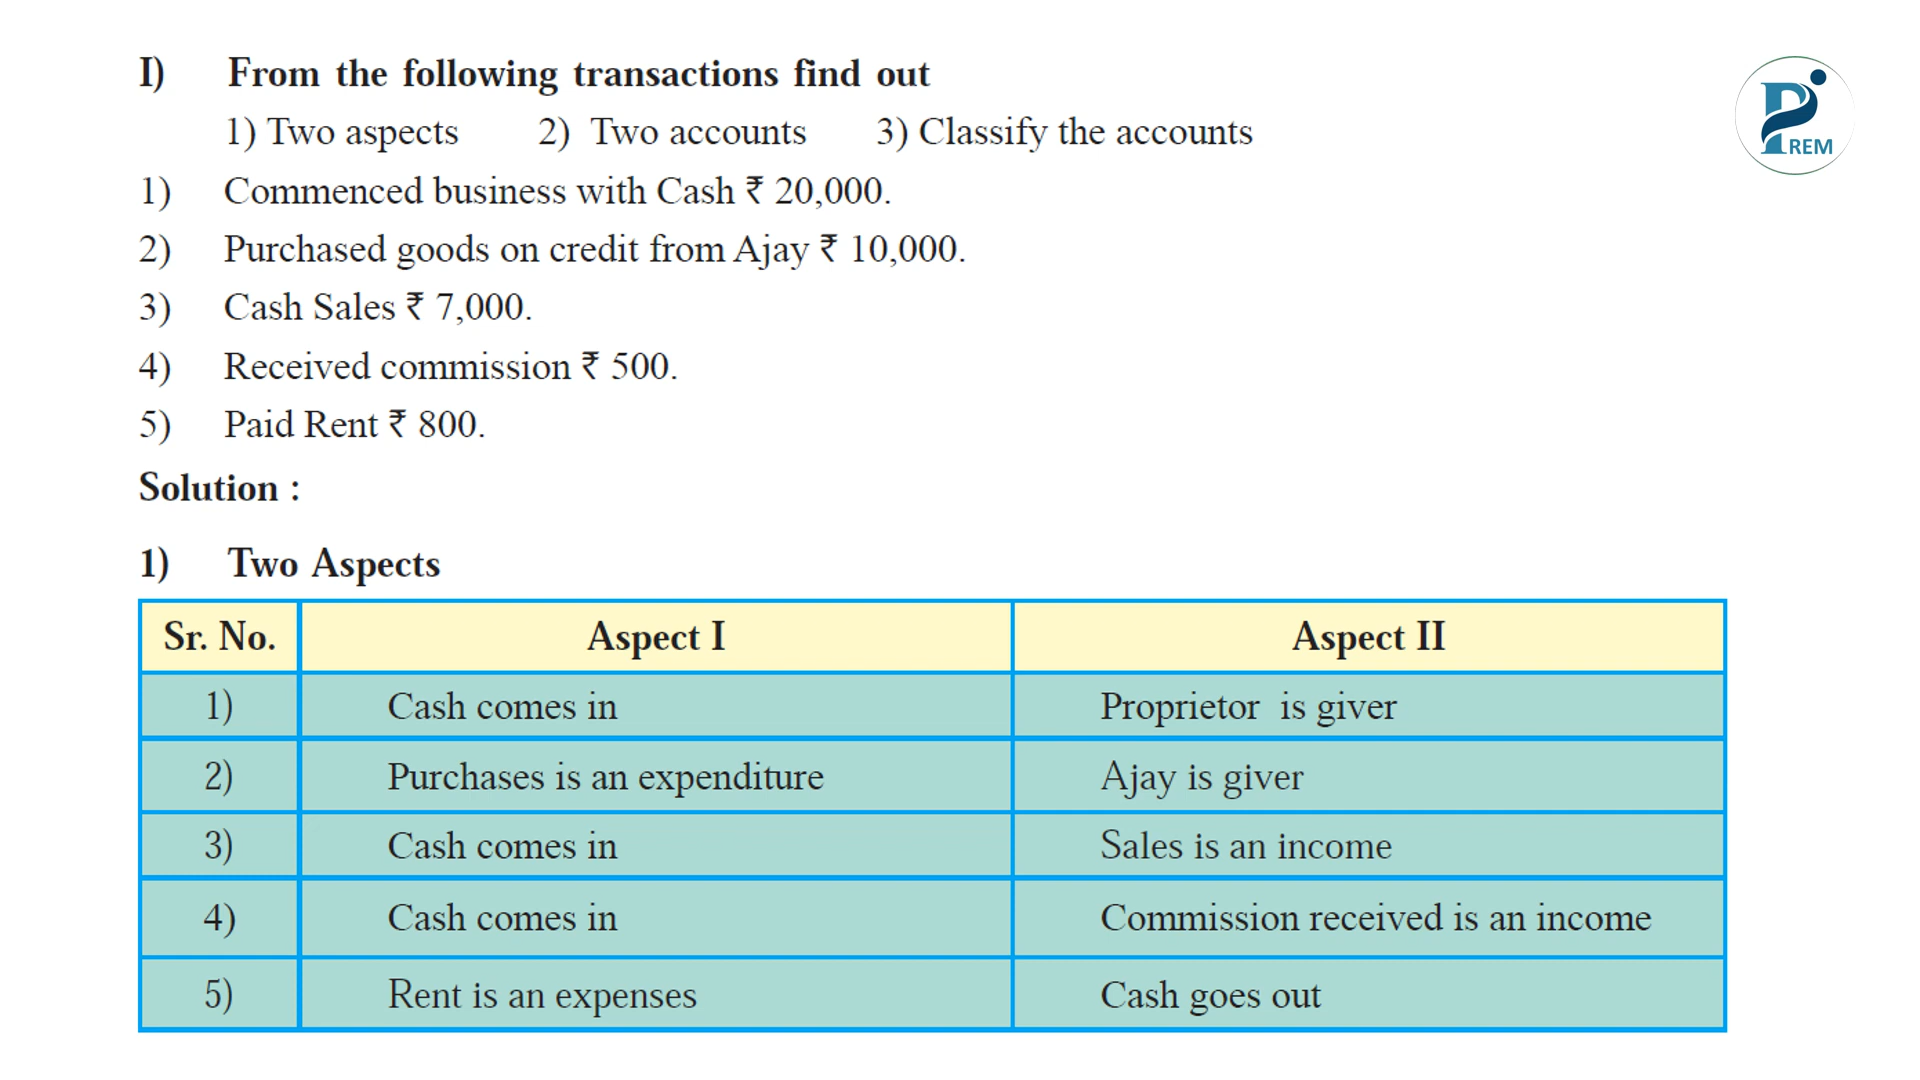 I) From the following transactions find out
1) Two aspects 2) Two accounts 3) Classify the accounts
1) Commenced business with Cash ₹ 20,000.
2) Purchased goods on credit from Ajay ₹ 10,000.
3) Cash Sales ₹ 7,000.
4) Received commission ₹ 500.
5) Paid Rent ₹ 800.
Solution :
1) Two Aspects
Sr. No. Aspect I Aspect II
1) Cash comes in Proprietor is giver
2) Purchases is an expenditure Ajay is giver
3) Cash comes in Sales is an income
4) Cash comes in Commission received is an income
5) Rent is an expenses Cash goes out
PREM